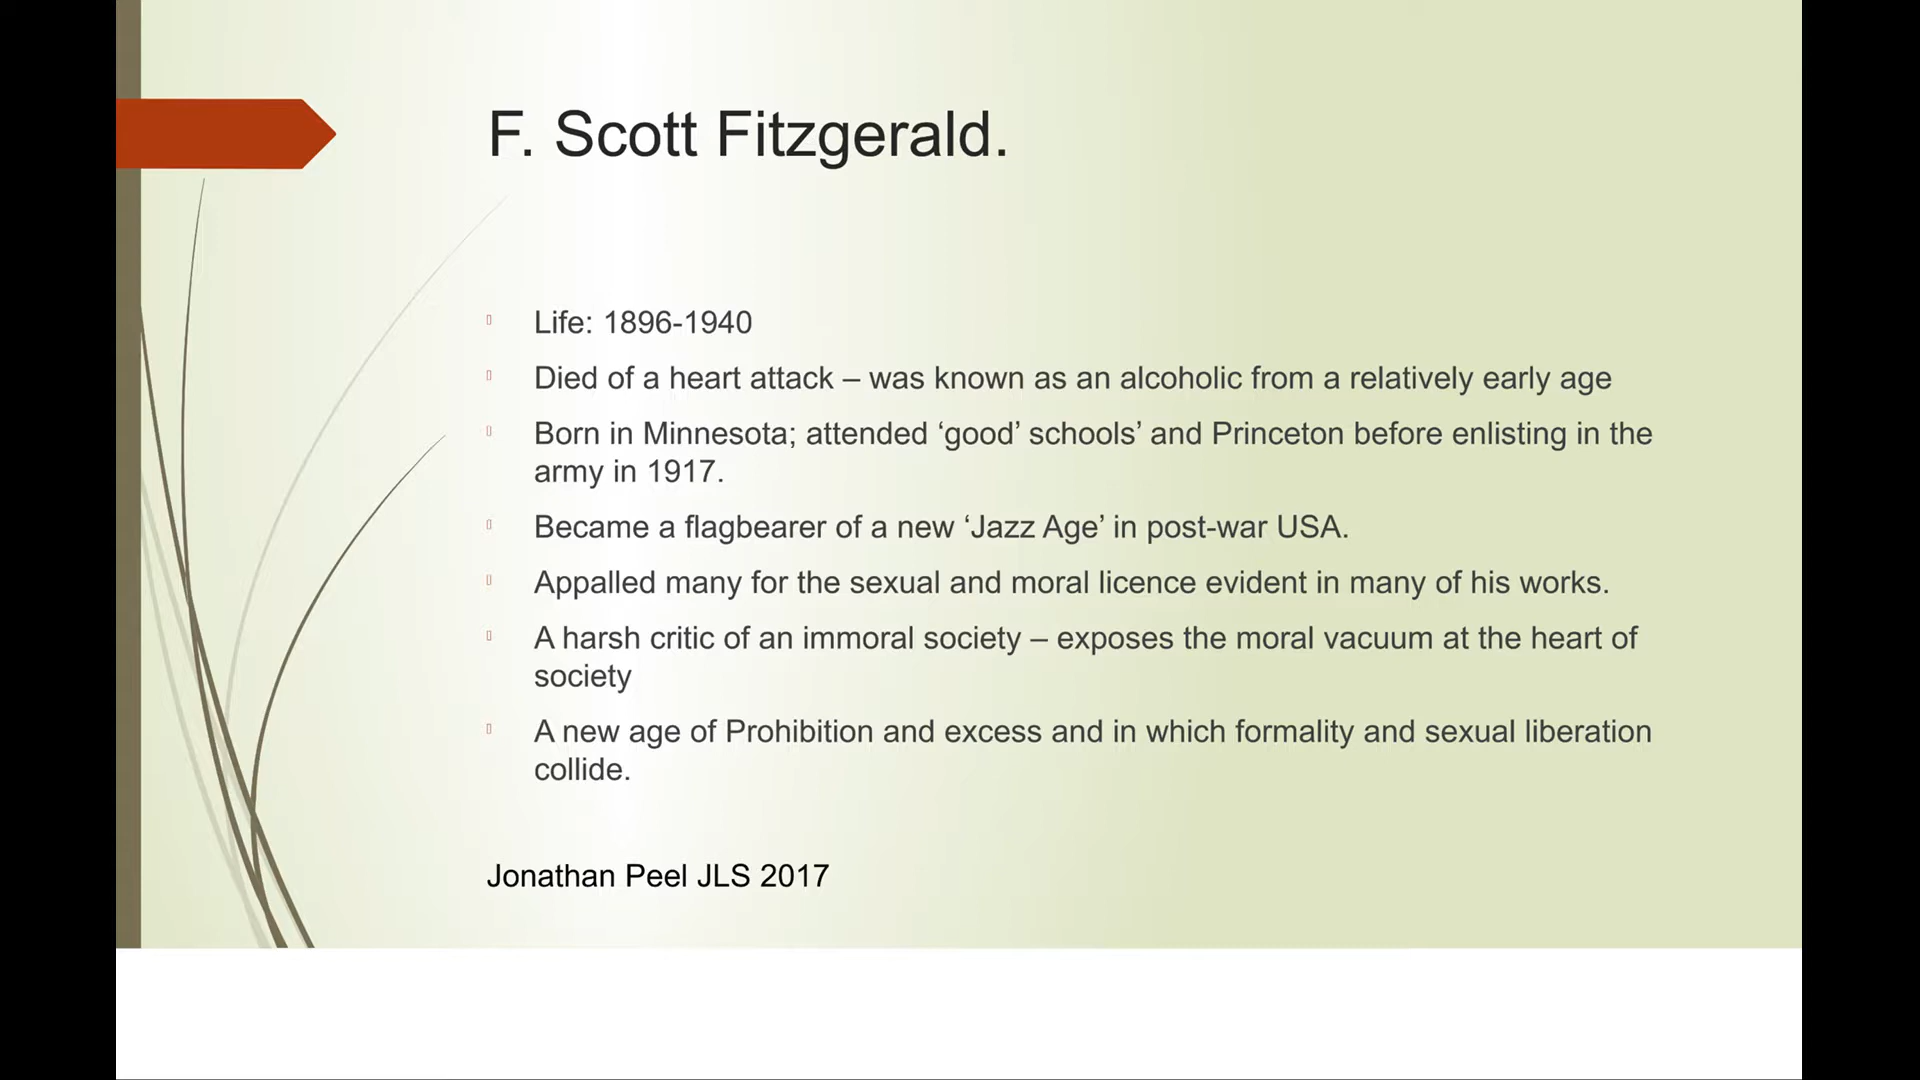 F. Scott Fitzgerald.
Life: 1896-1940
Died of a heart attack – was known as an alcoholic from a relatively early age
Born in Minnesota; attended ‘good’ schools’ and Princeton before enlisting in the
army in 1917.
Became a flagbearer of a new ‘Jazz Age’ in post-war USA.
Appalled many for the sexual and moral licence evident in many of his works.
A harsh critic of an immoral society – exposes the moral vacuum at the heart of
society
A new age of Prohibition and excess and in which formality and sexual liberation
collide.
Jonathan Peel JLS 2017